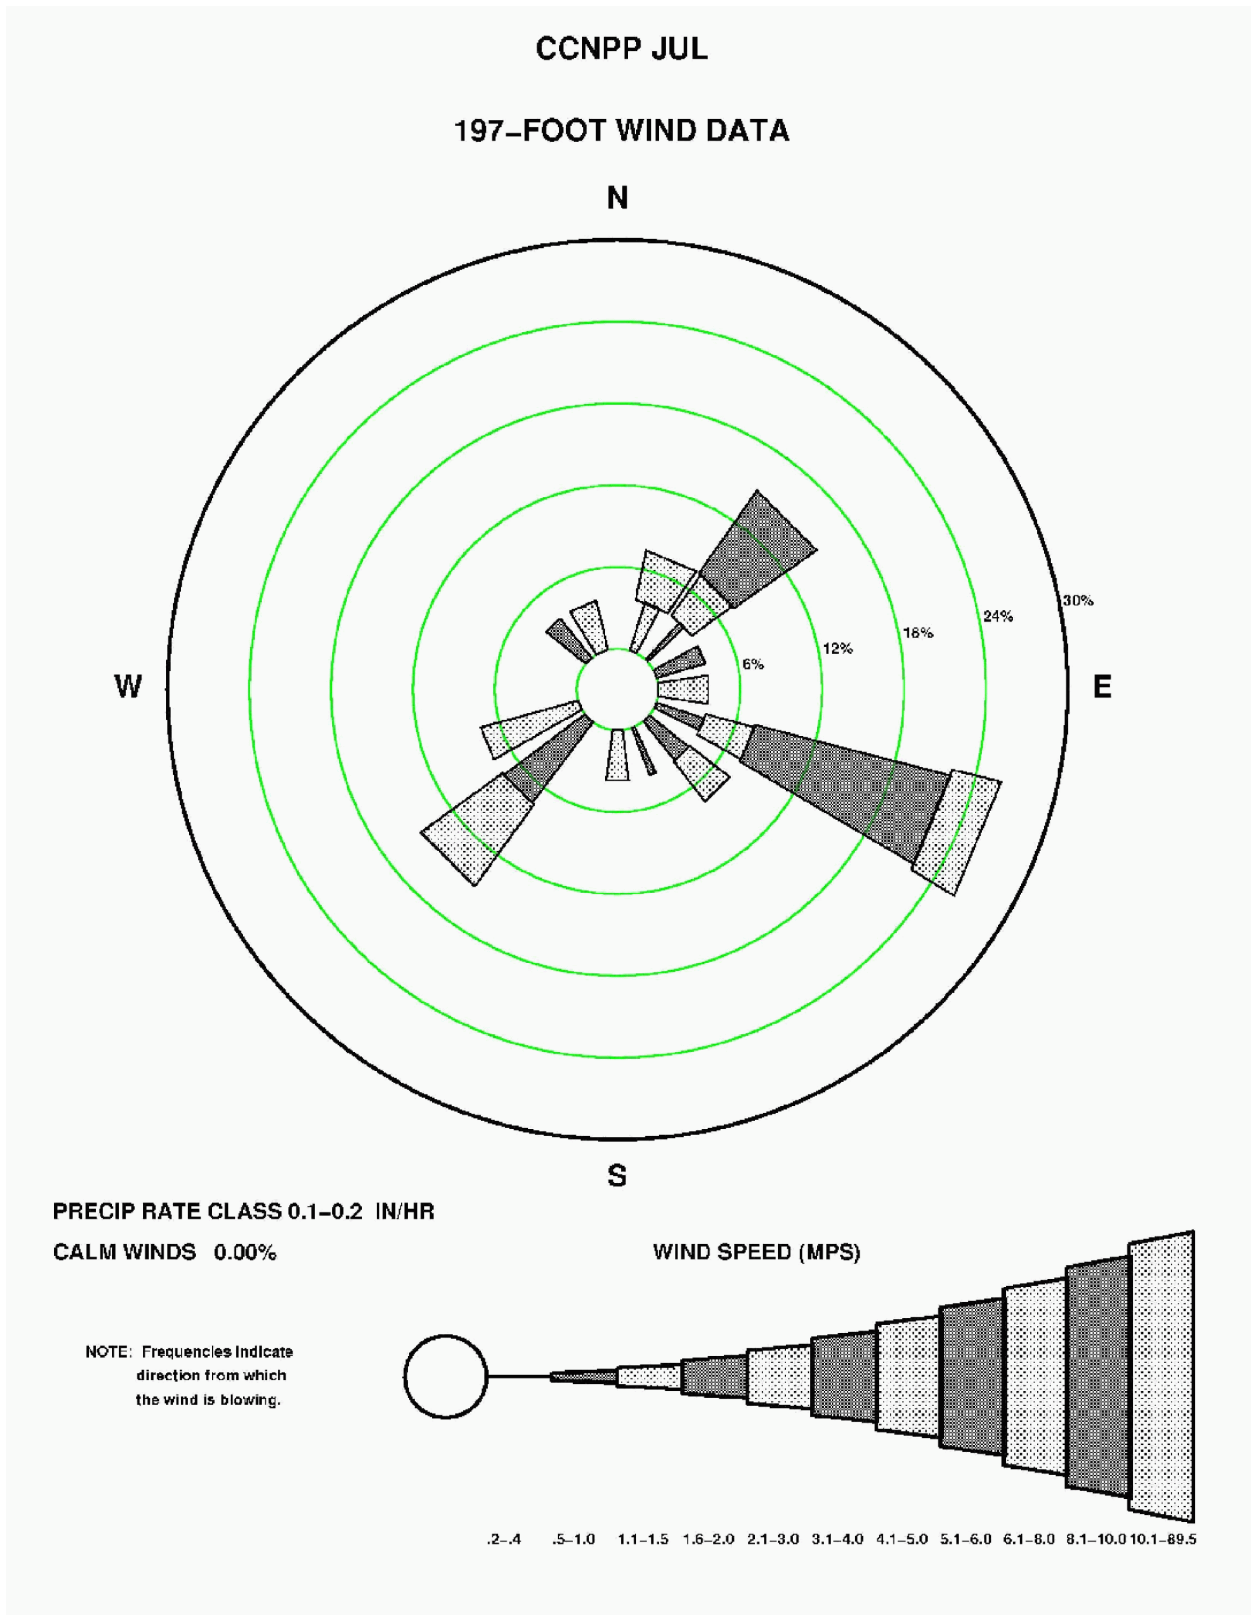 CCNPP JUL
197-FOOT WIND DATA
N
W
E
S
30%
24%
18%
12%
6%
PRECIP RATE CLASS 0.1-0.2 IN/HR
CALM WINDS 0.00%
WIND SPEED (MPS)
NOTE: Frequencies indicate
direction from which
the wind is blowing.
.2-.4 .5-1.0 1.1-1.5 1.6-2.0 2.1-3.0 3.1-4.0 4.1-5.0 5.1-6.0 6.1-8.0 8.1-10.0 10.1-89.5